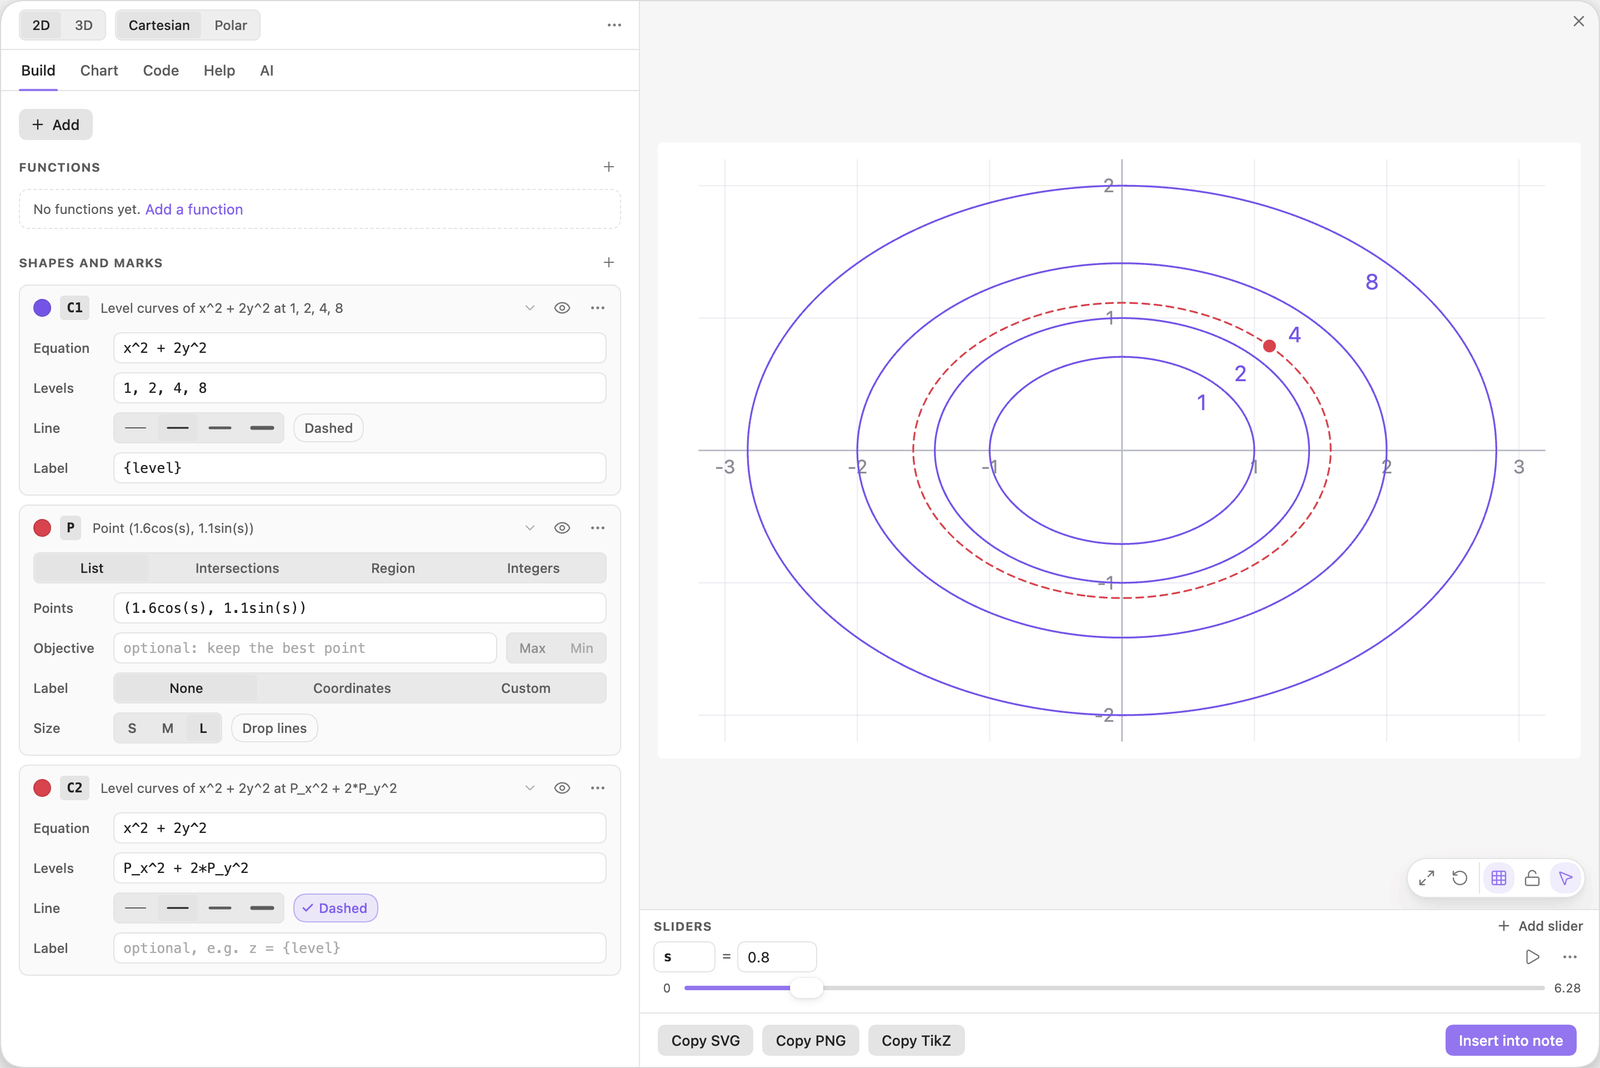 2D 3D Cartesian Polar
Build Chart Code Help AI
Add
FUNCTIONS
No functions yet. Add a function
SHAPES AND MARKS
C1 Level curves of x^2 + 2y^2 at 1, 2, 4, 8
Equation x^2 + 2y^2
Levels 1, 2, 4, 8
Line Dashed
Label {level}
P Point (1.6cos(s), 1.1sin(s))
List Intersections Region Integers
Points (1.6cos(s), 1.1sin(s))
Objective optional: keep the best point Max Min
Label None Coordinates Custom
Size S M L Drop lines
C2 Level curves of x^2 + 2y^2 at P_x^2 + 2*P_y^2
Equation x^2 + 2y^2
Levels P_x^2 + 2*P_y^2
Line Dashed
Label optional, e.g. z = {level}
2
8
1
4
2
1
-3 -2 -1 1 2 3
-1
-2
SLIDERS Add slider
s = 0.8
0 6.28
Copy SVG Copy PNG Copy TikZ Insert into note